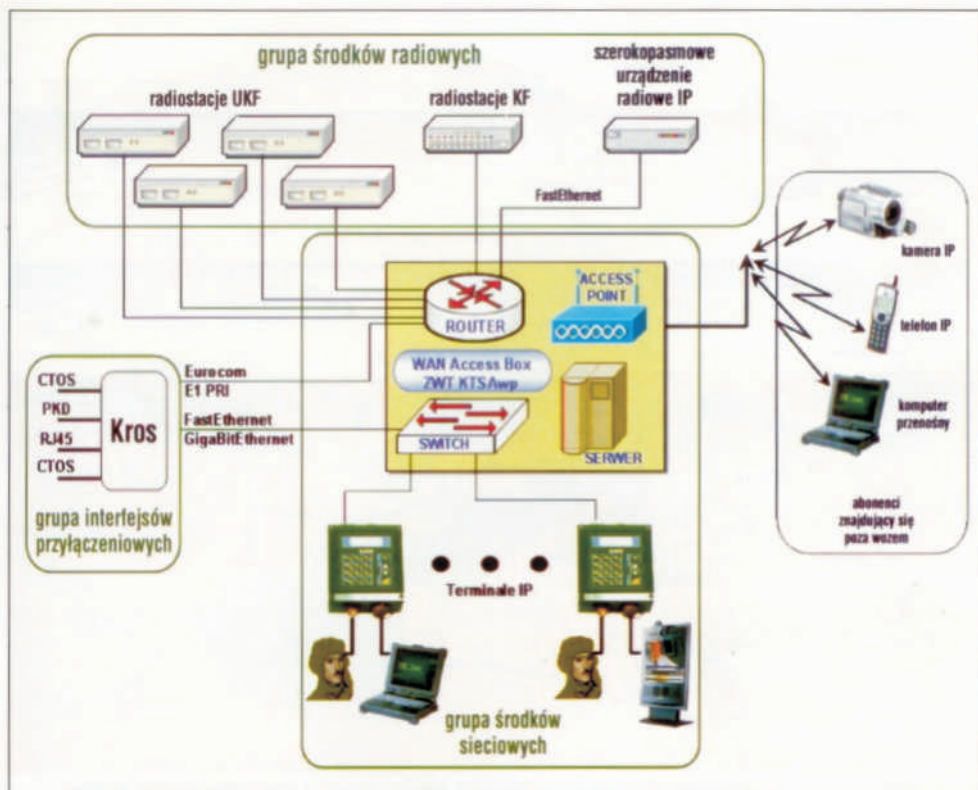 grupa środków radiowych
radiostacje UKF
radiostacje KF
szerokopasmowe
urządzenie
radiowe IP
FastEthernet
kamera IP
telefon IP
komputer
przenośny
abonenci
znajdujący się
poza wozem
ROUTER
ACCESS
POINT
WAN Access Box
ZWT KTSAwp
SWITCH
SERWER
CTOS
PKD
RJ45
CTOS
Kros
Eurocom
E1 PRI
FastEthernet
GigaBitEthernet
grupa interfejsów
przyłączeniowych
Terminale IP
grupa środków
sieciowych